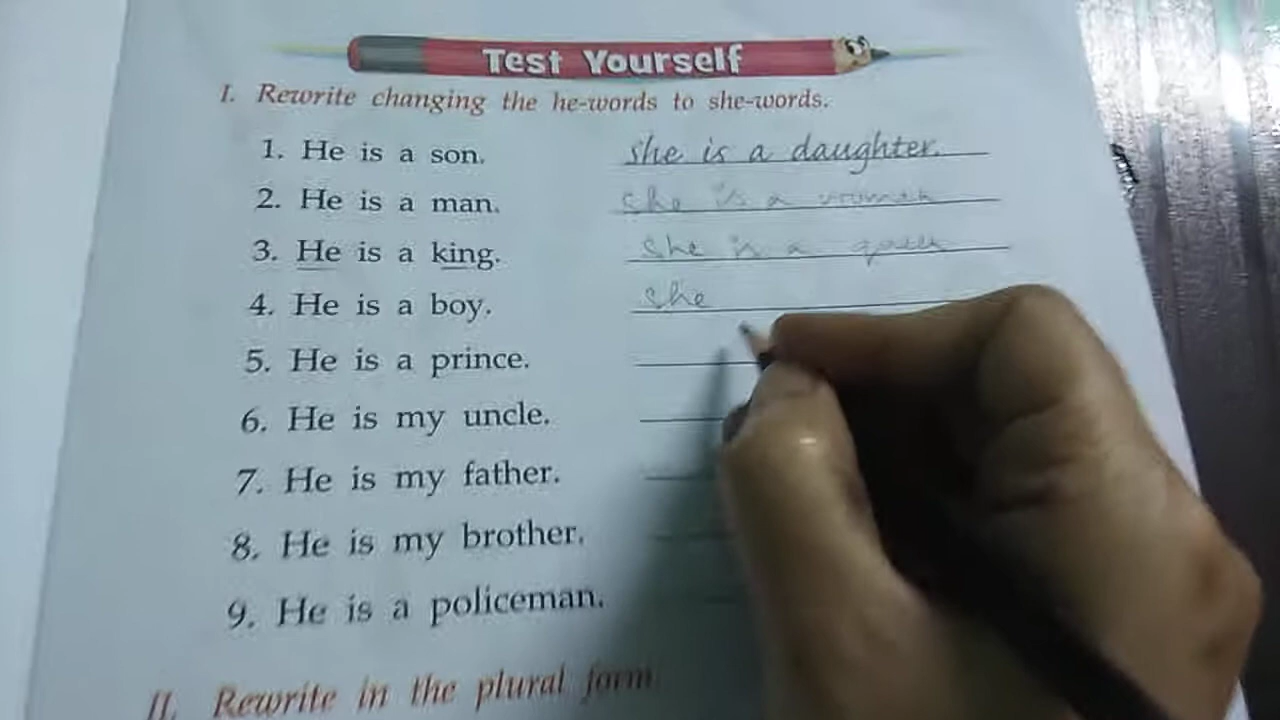 Test Yourself
I. Rewrite changing the he-words to she-words.
1. He is a son. she is a daughter.
2. He is a man. she is a women
3. He is a king. she is a queen
4. He is a boy. she
5. He is a prince.
6. He is my uncle.
7. He is my father.
8. He is my brother.
9. He is a policeman.
II. Rewrite in the plural form.